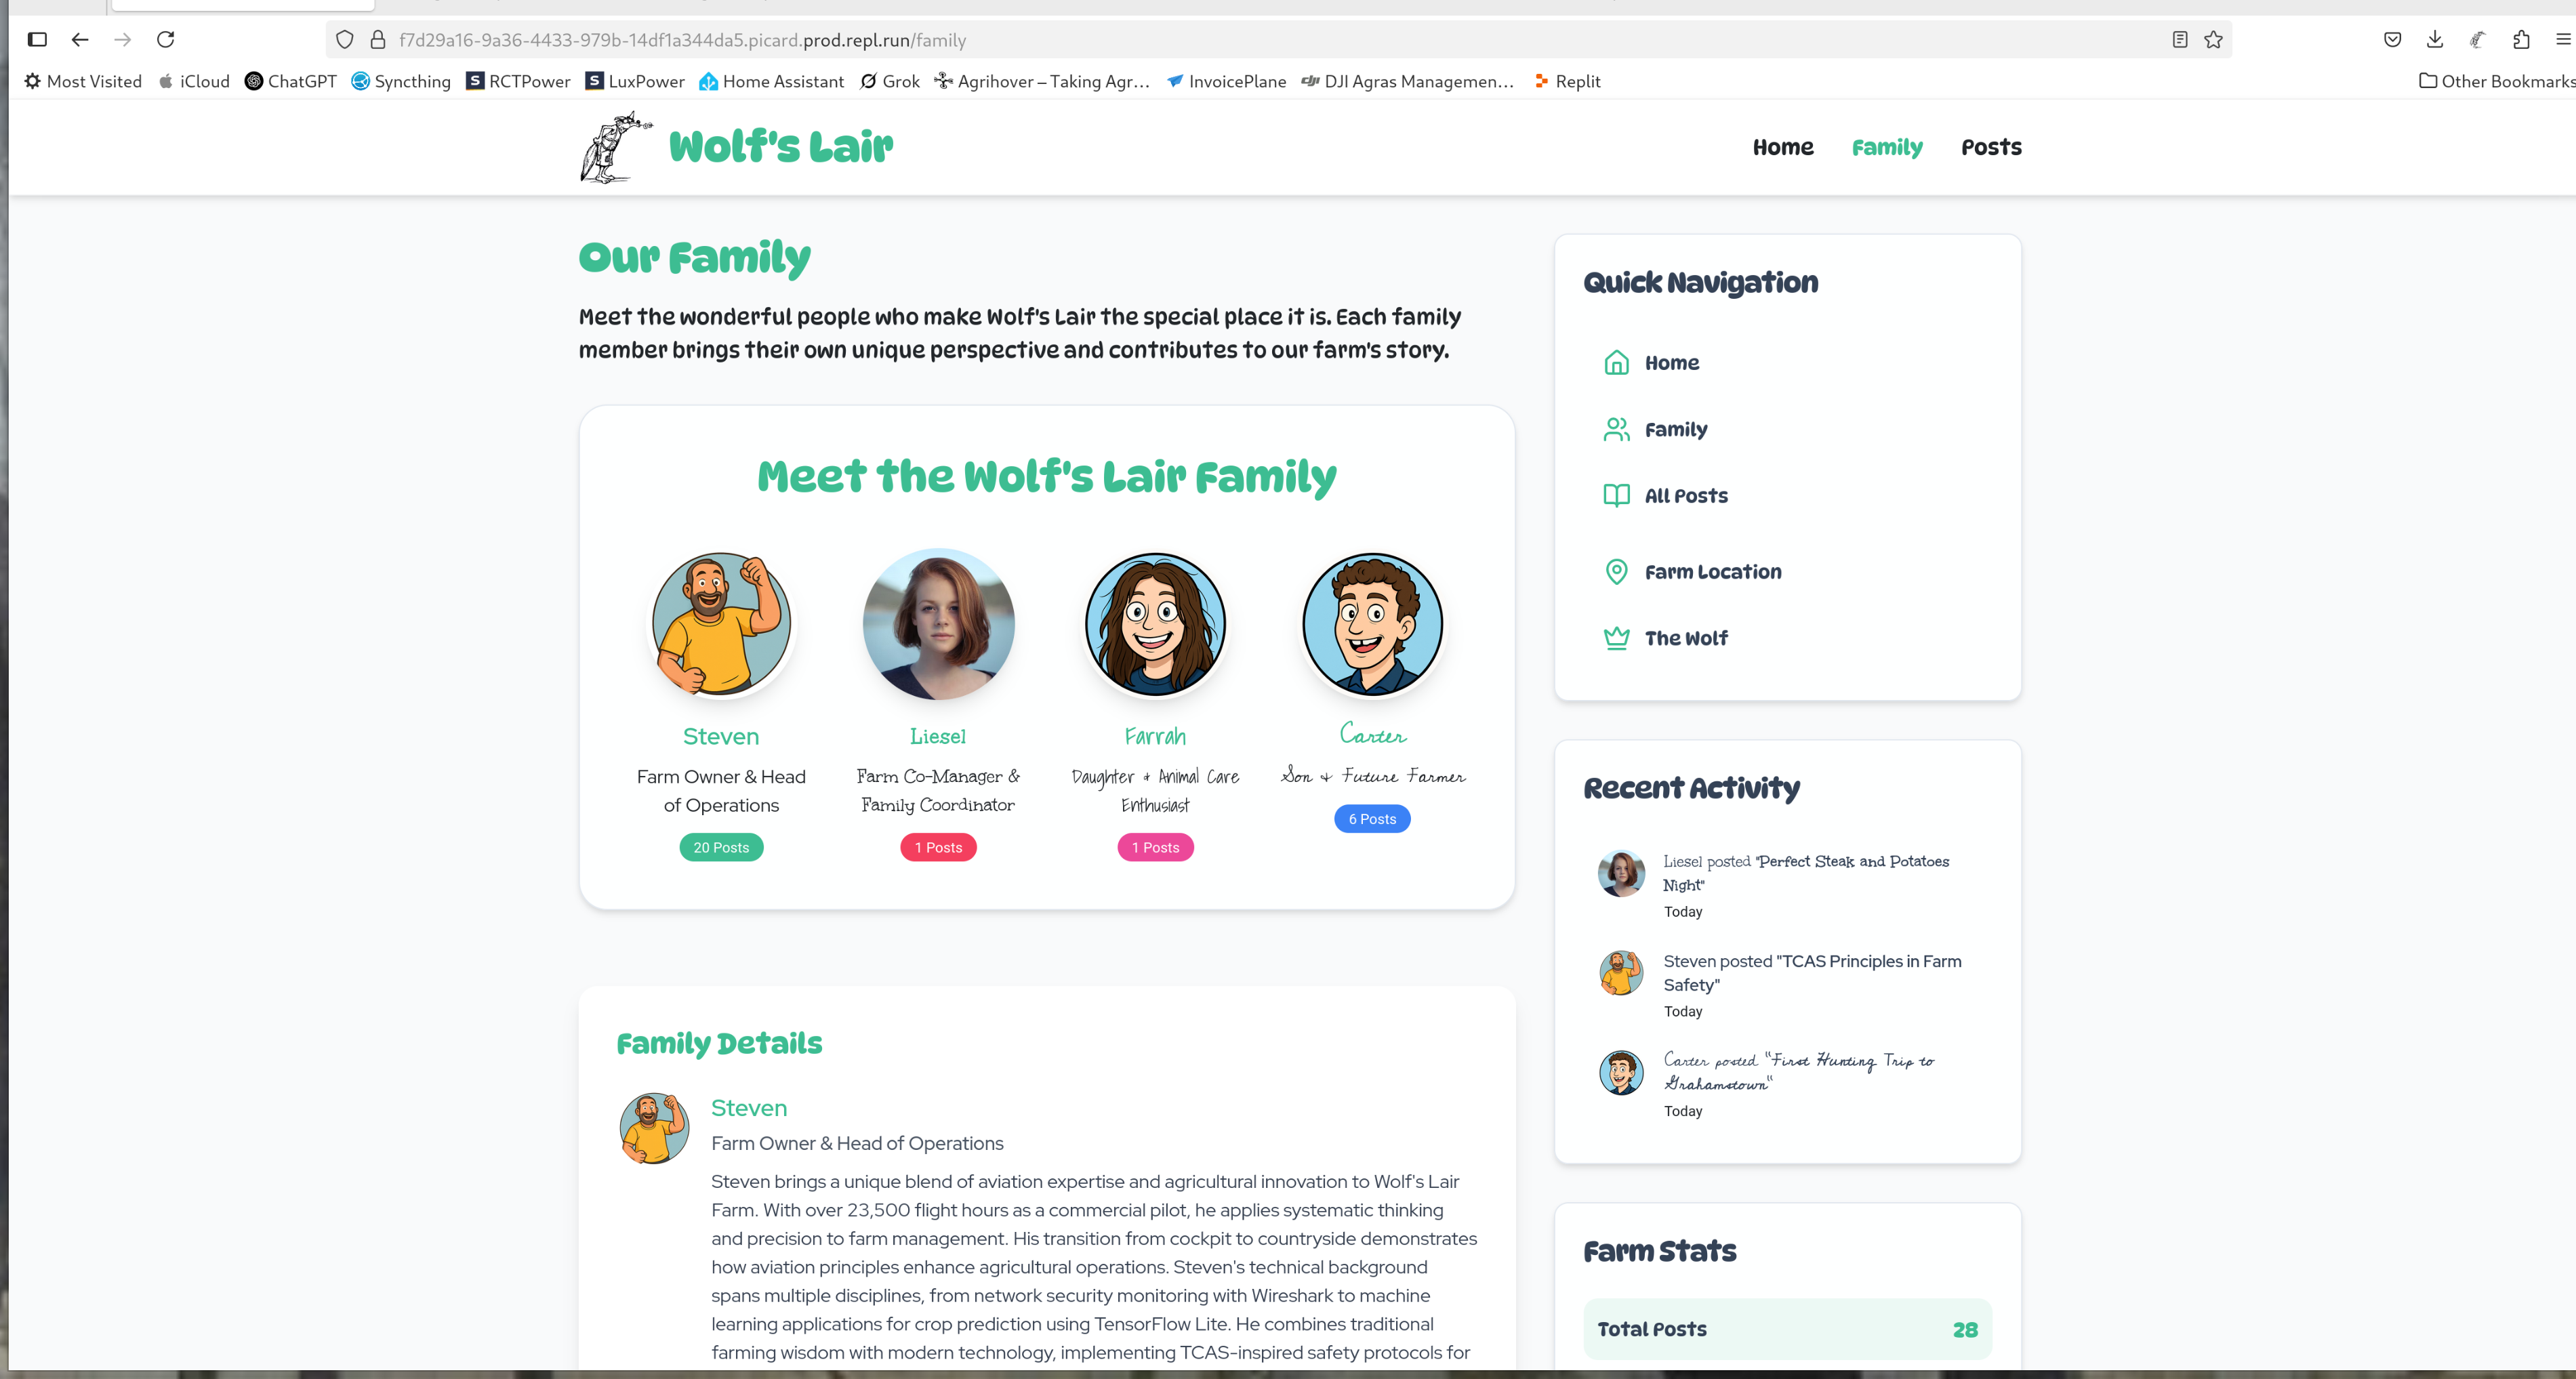 f7d29a16-9a36-4433-979b-14df1a344da5.picard.prod.repl.run/family
Most Visited iCloud ChatGPT Syncthing RCTPower LuxPower Home Assistant Grok Agrihover – Taking Agr… InvoicePlane DJI Agras Managemen… Replit Other Bookmarks
Wolf's Lair
Home Family Posts
Our Family
Meet the wonderful people who make Wolf's Lair the special place it is. Each family
member brings their own unique perspective and contributes to our farm's story.
Meet the Wolf's Lair Family
Steven
Farm Owner & Head
of Operations
20 Posts
Liesel
Farm Co-Manager &
Family Coordinator
1 Posts
Farrah
Daughter & Animal Care
Enthusiast
1 Posts
Carter
Son & Future Farmer
6 Posts
Family Details
Steven
Farm Owner & Head of Operations
Steven brings a unique blend of aviation expertise and agricultural innovation to Wolf's Lair
Farm. With over 23,500 flight hours as a commercial pilot, he applies systematic thinking
and precision to farm management. His transition from cockpit to countryside demonstrates
how aviation principles enhance agricultural operations. Steven's technical background
spans multiple disciplines, from network security monitoring with Wireshark to machine
learning applications for crop prediction using TensorFlow Lite. He combines traditional
farming wisdom with modern technology, implementing TCAS-inspired safety protocols for
Quick Navigation
Home
Family
All Posts
Farm Location
The Wolf
Recent Activity
Liesel posted "Perfect Steak and Potatoes
Night"
Today
Steven posted "TCAS Principles in Farm
Safety"
Today
Carter posted "First Hunting Trip to
Grahamstown"
Today
Farm Stats
Total Posts 28